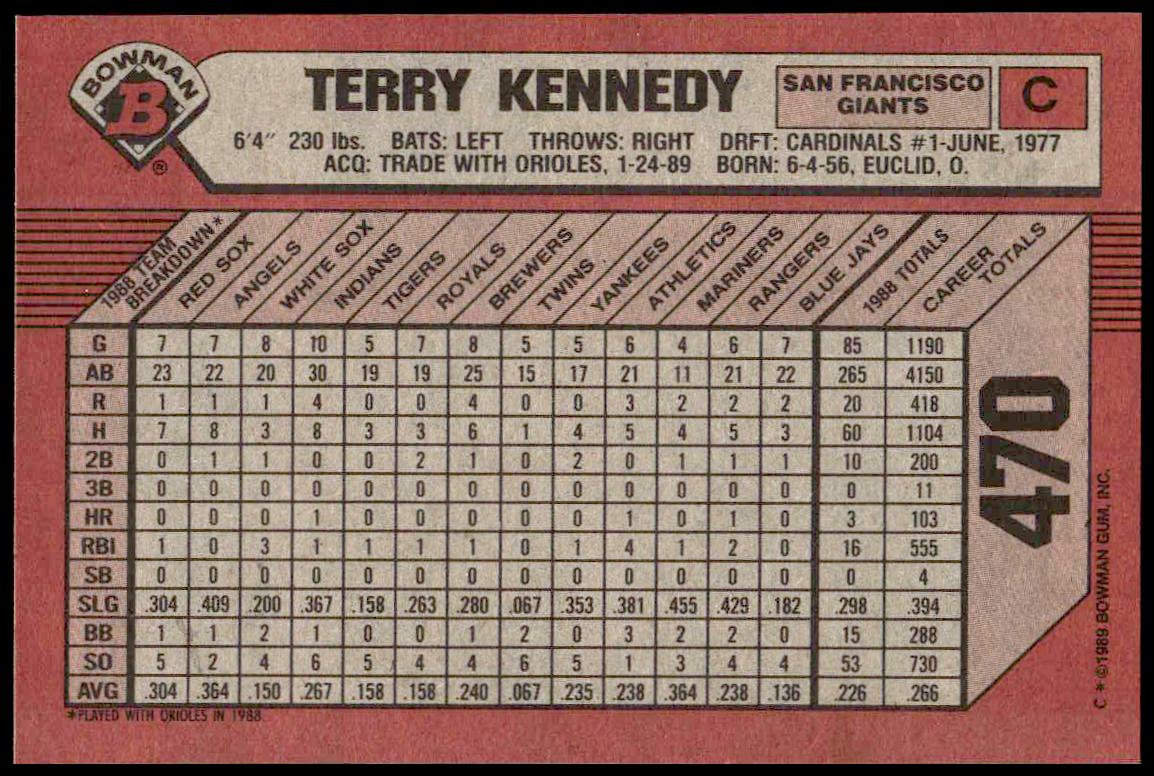 BOWMAN
B
®
TERRY KENNEDY
SAN FRANCISCO
GIANTS
C
6'4" 230 lbs. BATS: LEFT THROWS: RIGHT DRFT: CARDINALS #1-JUNE, 1977
ACQ: TRADE WITH ORIOLES, 1-24-89 BORN: 6-4-56, EUCLID, O.
1988 TEAM BREAKDOWN* RED SOX ANGELS WHITE SOX INDIANS TIGERS ROYALS BREWERS TWINS YANKEES ATHLETICS MARINERS RANGERS BLUE JAYS 1988 TOTALS CAREER TOTALS
G 7 7 8 10 5 7 8 5 5 6 4 6 7 85 1190
AB 23 22 20 30 19 19 25 15 17 21 11 21 22 265 4150
R 1 1 1 4 0 0 4 0 0 3 2 2 2 20 418
H 7 8 3 8 3 3 6 1 4 5 4 5 3 60 1104
2B 0 1 1 0 0 2 1 0 2 0 1 1 1 10 200
3B 0 0 0 0 0 0 0 0 0 0 0 0 0 0 11
HR 0 0 0 1 0 0 0 0 0 1 0 1 0 3 103
RBI 1 0 3 1 1 1 1 0 1 4 1 2 0 16 555
SB 0 0 0 0 0 0 0 0 0 0 0 0 0 0 4
SLG .304 .409 .200 .367 .158 .263 .280 .067 .353 .381 .455 .429 .182 .298 .394
BB 1 1 2 1 0 0 1 2 0 3 2 2 0 15 288
SO 5 2 4 6 5 4 4 6 5 1 3 4 4 53 730
AVG .304 .364 .150 .267 .158 .158 .240 .067 .235 .238 .364 .238 .136 .226 .266
*PLAYED WITH ORIOLES IN 1988
470
C * ©1989 BOWMAN GUM, INC.